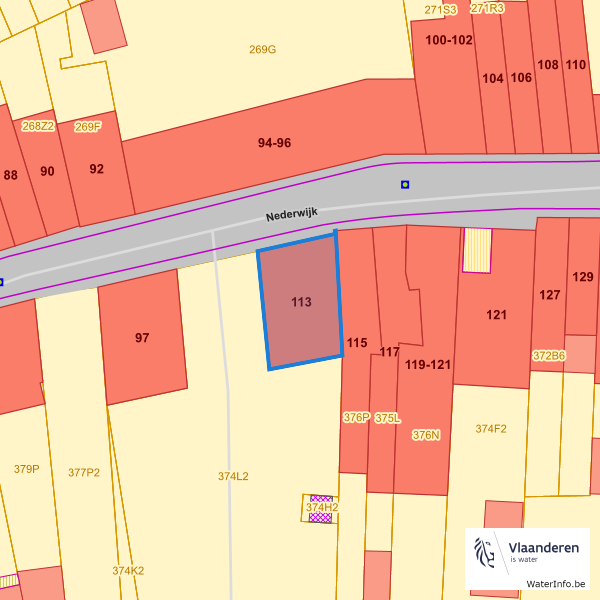 271S3
271R3
100-102
269G
108
110
104
106
268Z2
269F
94-96
90
92
88
Nederwijk
113
129
127
121
97
115
117
119-121
372B6
376P
375L
376N
374F2
379P
377P2
374L2
374H2
374K2
Vlaanderen
is water
WaterInfo.be